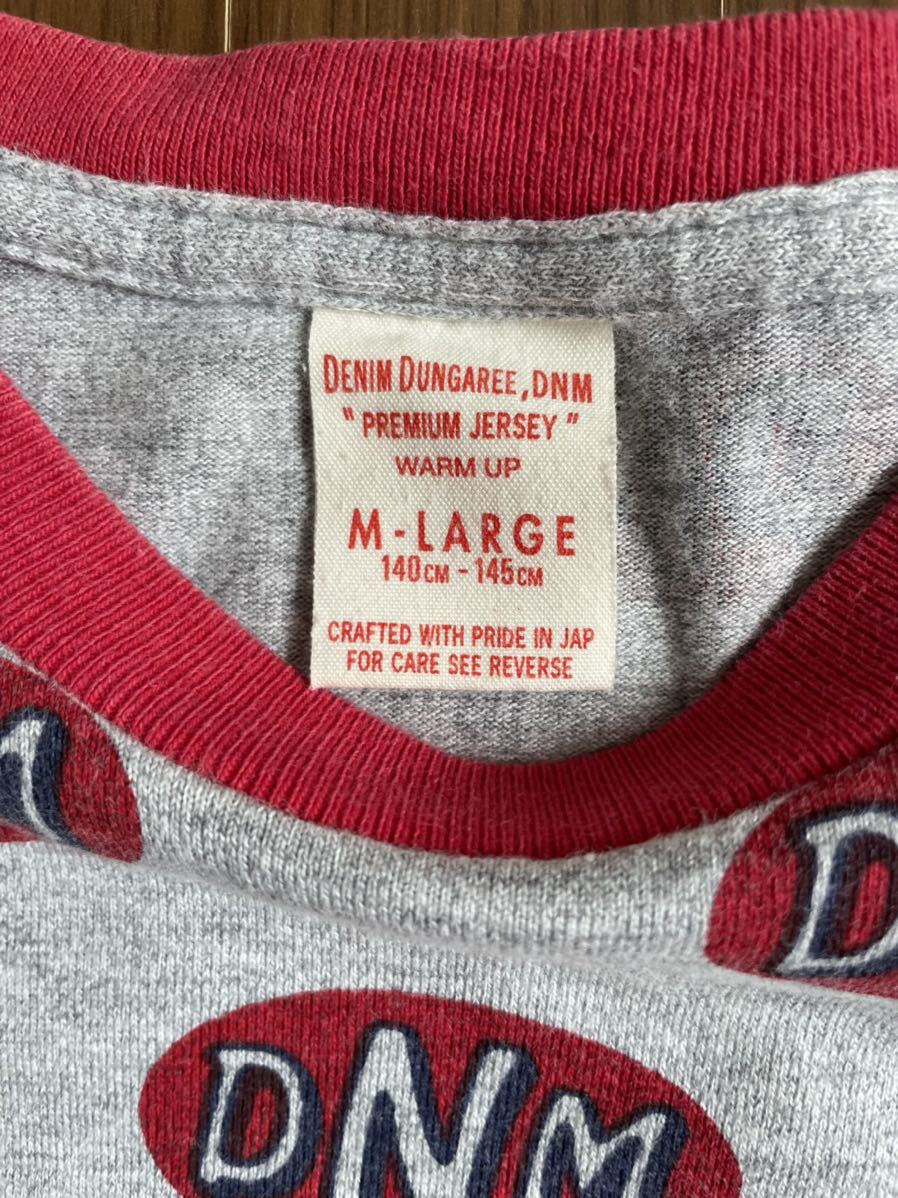 DENIM DUNGAREE, DNM
"PREMIUM JERSEY"
WARM UP
M-LARGE
140CM - 145CM
CRAFTED WITH PRIDE IN JAP
FOR CARE SEE REVERSE
D
DNM